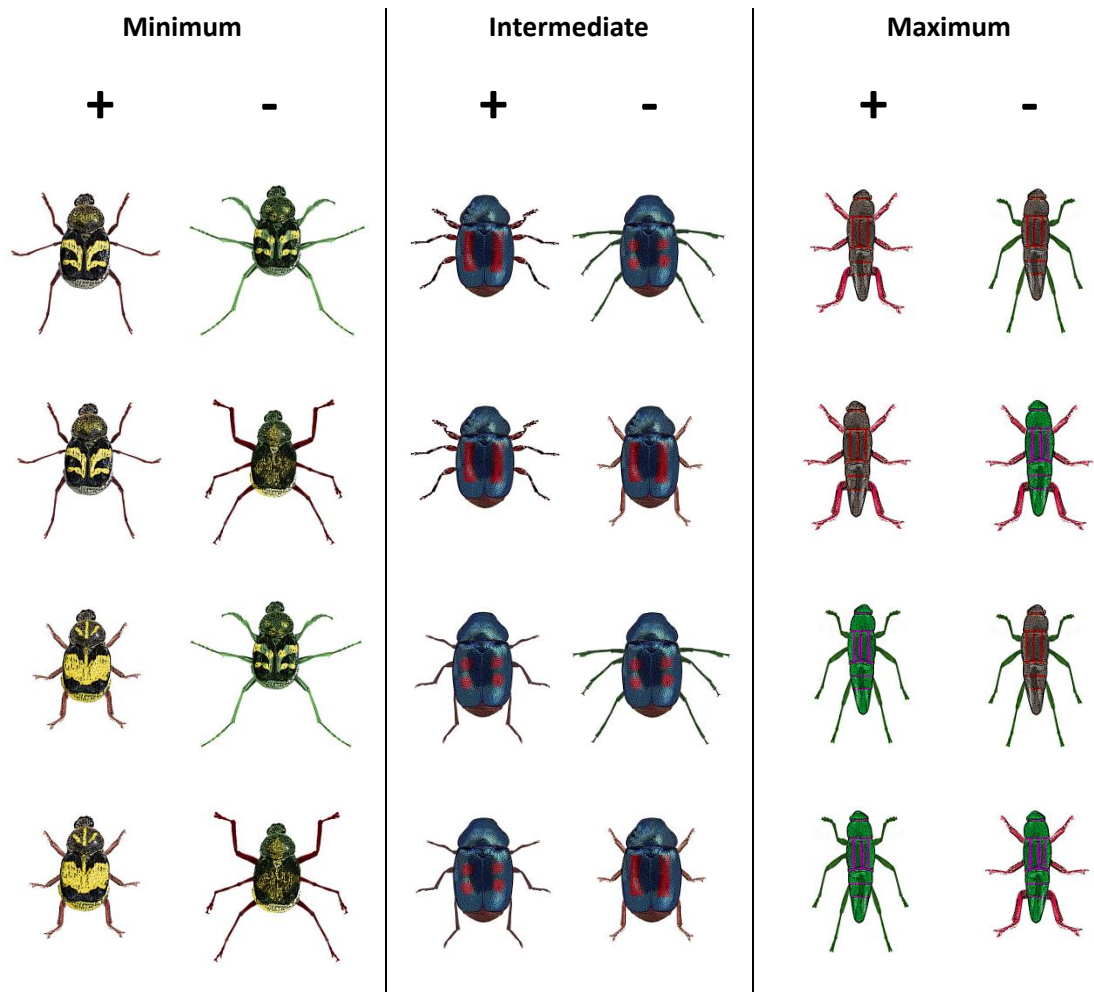 Minimum Intermediate Maximum
+ - + - + -